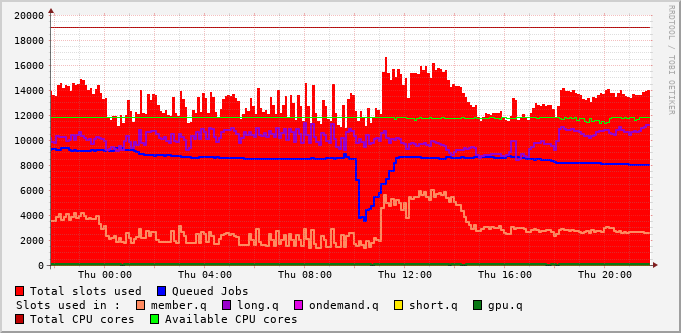 20000
18000
16000
14000
12000
10000
8000
6000
4000
2000
0
Thu 00:00 Thu 04:00 Thu 08:00 Thu 12:00 Thu 16:00 Thu 20:00
RRDTOOL / TOBI OETIKER
Total slots used Queued Jobs
Slots used in : member.q long.q ondemand.q short.q gpu.q
Total CPU cores Available CPU cores